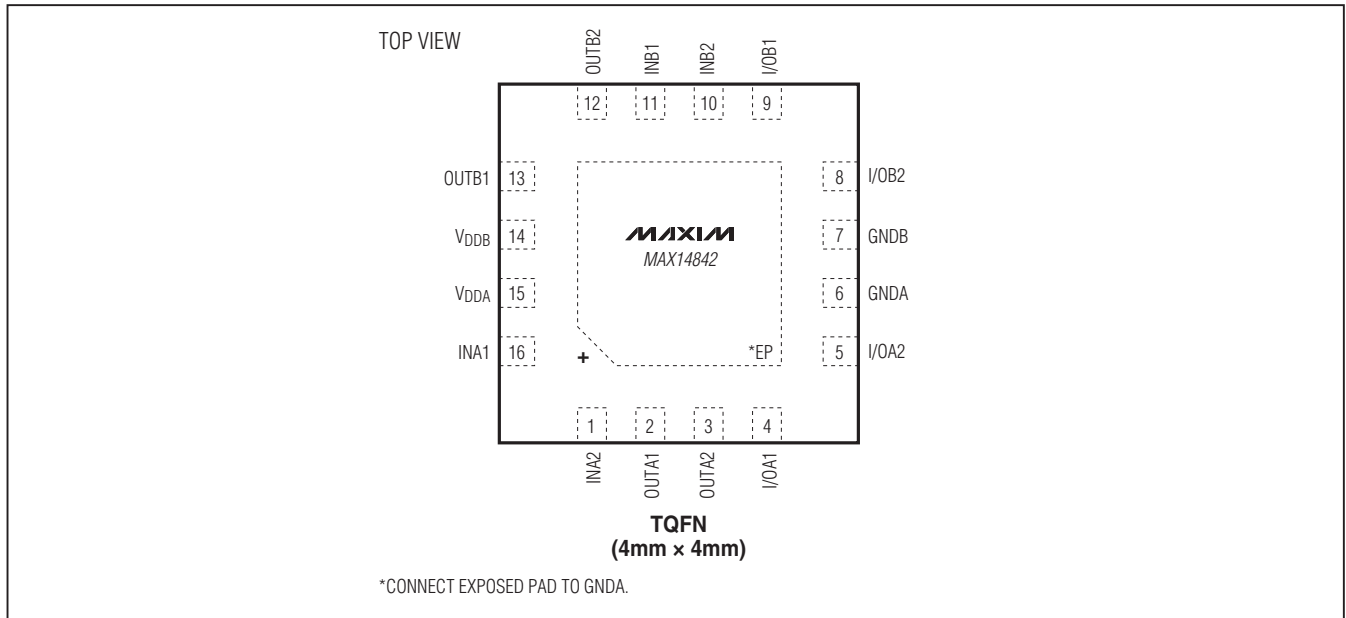 TOP VIEW
OUTB2
INB1
INB2
I/OB1
12 11 10 9
OUTB1 13
VDDB 14
VDDA 15
INA1 16
8 I/OB2
7 GNDB
6 GNDA
5 I/OA2
MAXIM
MAX14842
+
*EP
1 2 3 4
INA2
OUTA1
OUTA2
I/OA1
TQFN
(4mm × 4mm)
*CONNECT EXPOSED PAD TO GNDA.